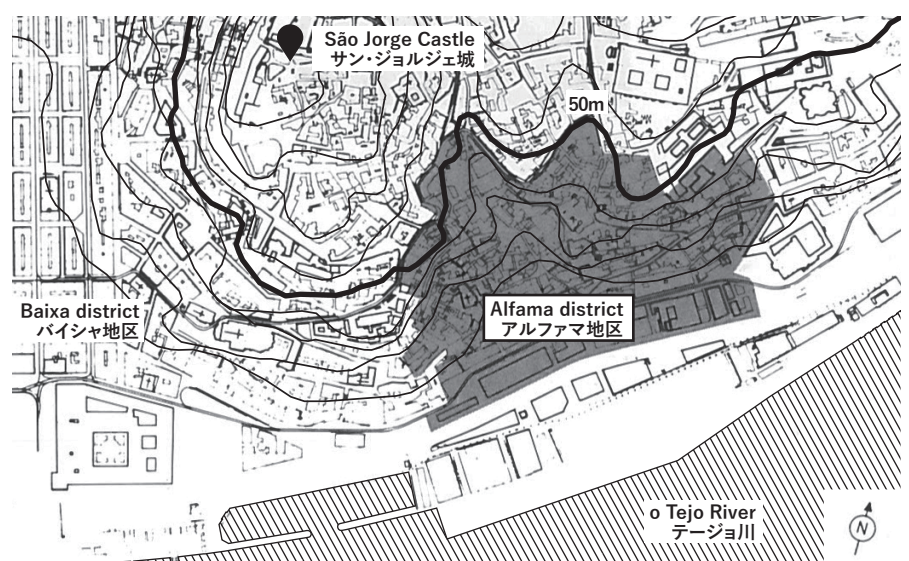 São Jorge Castle
サン・ジョルジェ城
50m
Baixa district
バイシャ地区
Alfama district
アルファマ地区
o Tejo River
テージョ川
N